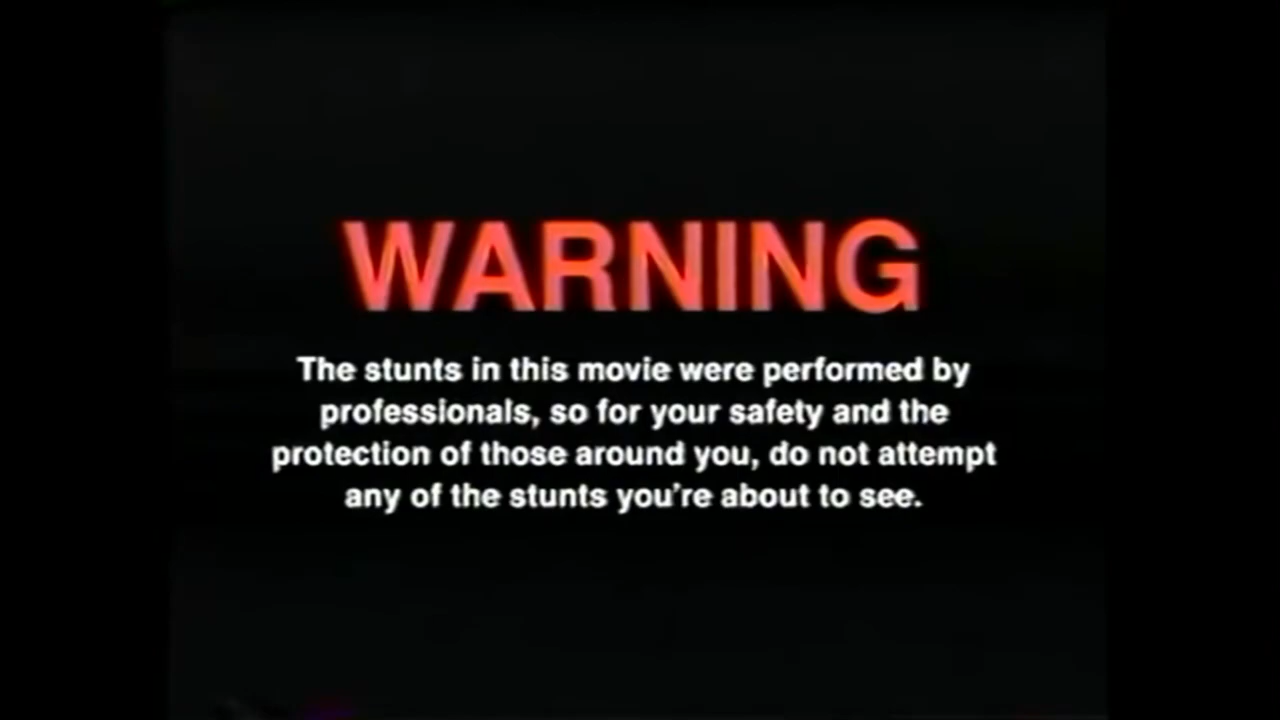 WARNING
The stunts in this movie were performed by
professionals, so for your safety and the
protection of those around you, do not attempt
any of the stunts you're about to see.